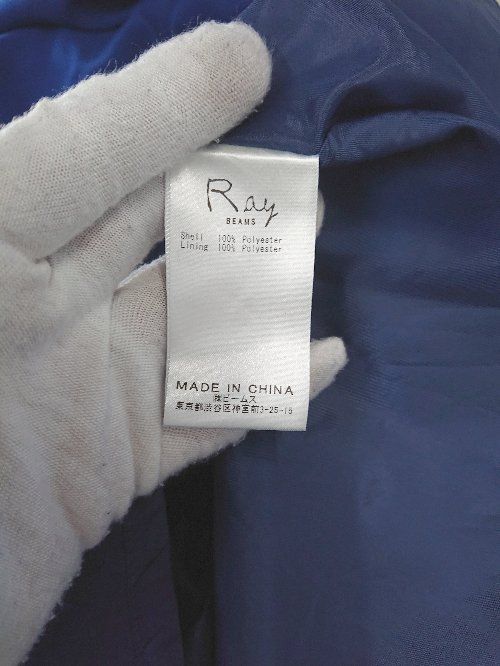 Ray
BEAMS
Shell 100% Polyester
Lining 100% Polyester
MADE IN CHINA
㈱ビームス
東京都渋谷区神宮前3-25-15